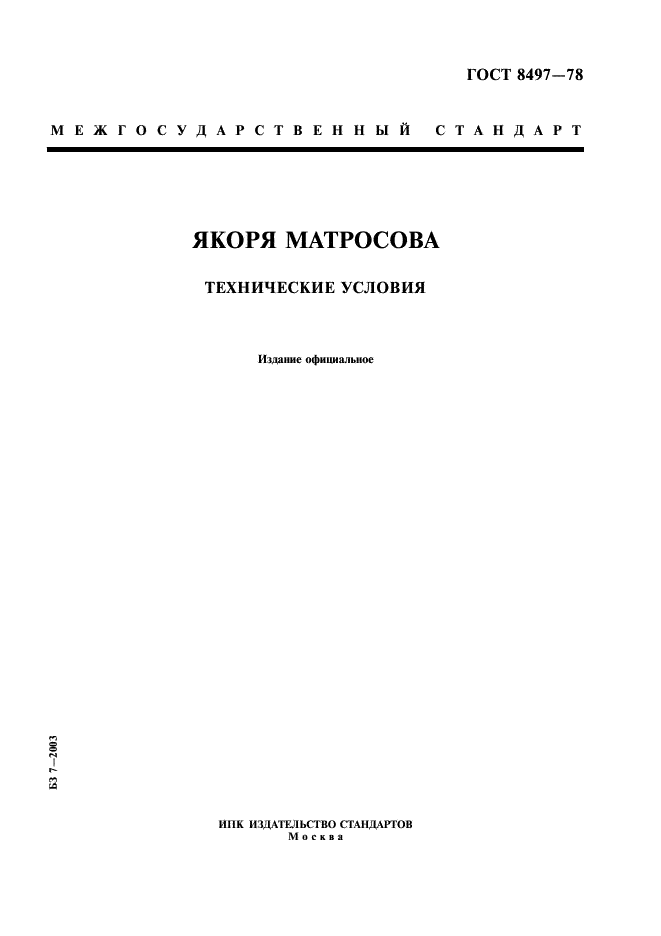 ГОСТ 8497—78
МЕЖГОСУДАРСТВЕННЫЙ СТАНДАРТ
ЯКОРЯ МАТРОСОВА
ТЕХНИЧЕСКИЕ УСЛОВИЯ
Издание официальное
БЗ 7—2003
ИПК ИЗДАТЕЛЬСТВО СТАНДАРТОВ
Москва